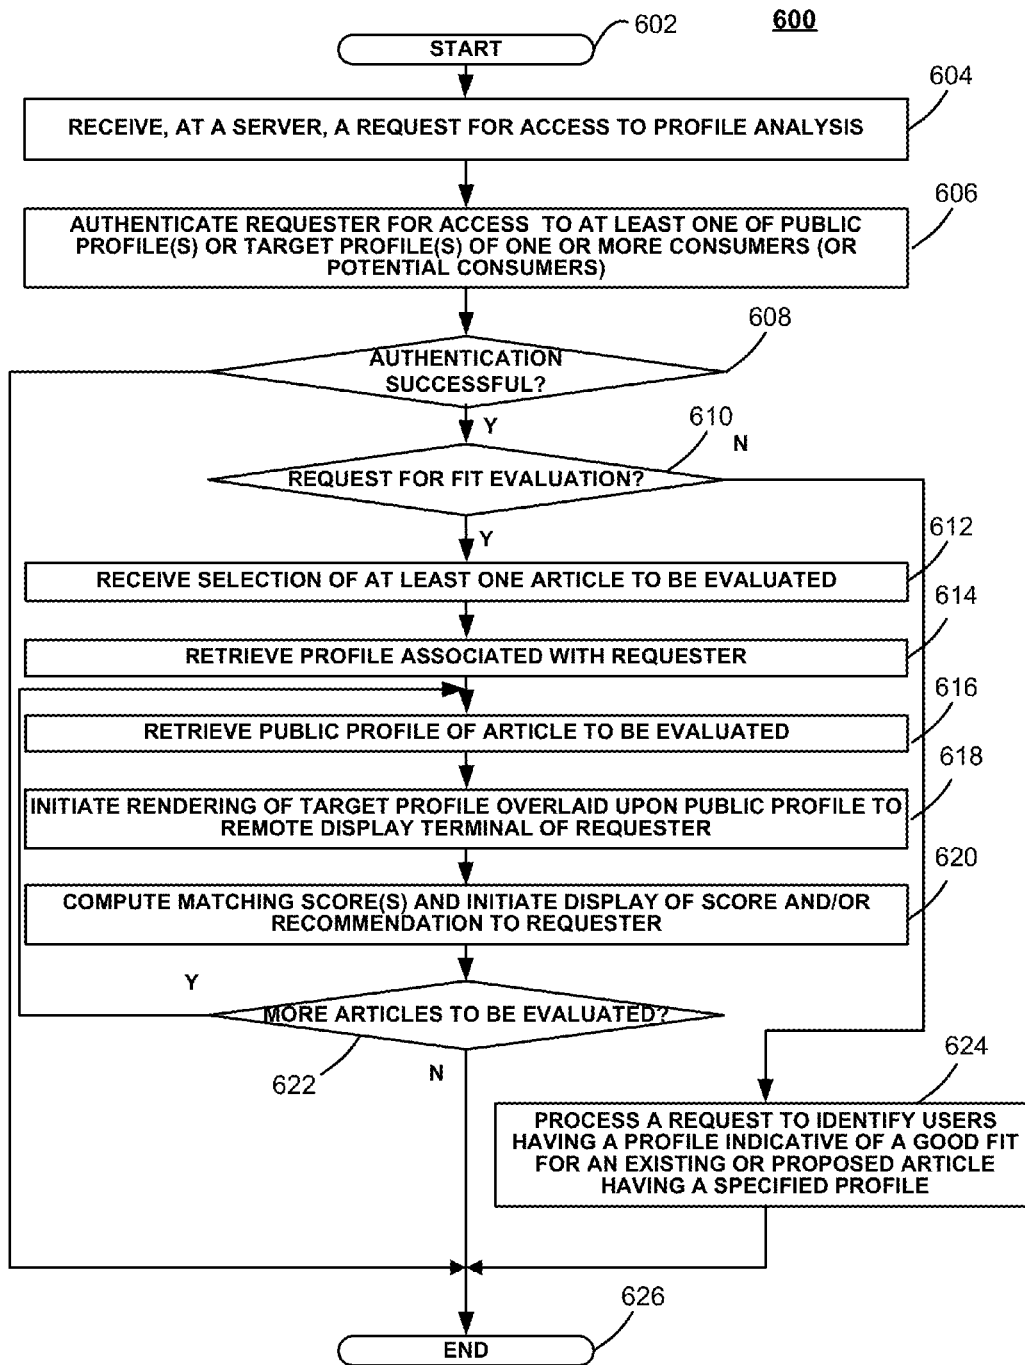 600
602
START
604
RECEIVE, AT A SERVER, A REQUEST FOR ACCESS TO PROFILE ANALYSIS
606
AUTHENTICATE REQUESTER FOR ACCESS TO AT LEAST ONE OF PUBLIC
PROFILE(S) OR TARGET PROFILE(S) OF ONE OR MORE CONSUMERS (OR
POTENTIAL CONSUMERS)
608
AUTHENTICATION
SUCCESSFUL?
Y
610
N
REQUEST FOR FIT EVALUATION?
Y
612
RECEIVE SELECTION OF AT LEAST ONE ARTICLE TO BE EVALUATED
614
RETRIEVE PROFILE ASSOCIATED WITH REQUESTER
616
RETRIEVE PUBLIC PROFILE OF ARTICLE TO BE EVALUATED
618
INITIATE RENDERING OF TARGET PROFILE OVERLAID UPON PUBLIC PROFILE TO
REMOTE DISPLAY TERMINAL OF REQUESTER
620
COMPUTE MATCHING SCORE(S) AND INITIATE DISPLAY OF SCORE AND/OR
RECOMMENDATION TO REQUESTER
Y
MORE ARTICLES TO BE EVALUATED?
622
N
624
PROCESS A REQUEST TO IDENTIFY USERS
HAVING A PROFILE INDICATIVE OF A GOOD FIT
FOR AN EXISTING OR PROPOSED ARTICLE
HAVING A SPECIFIED PROFILE
626
END